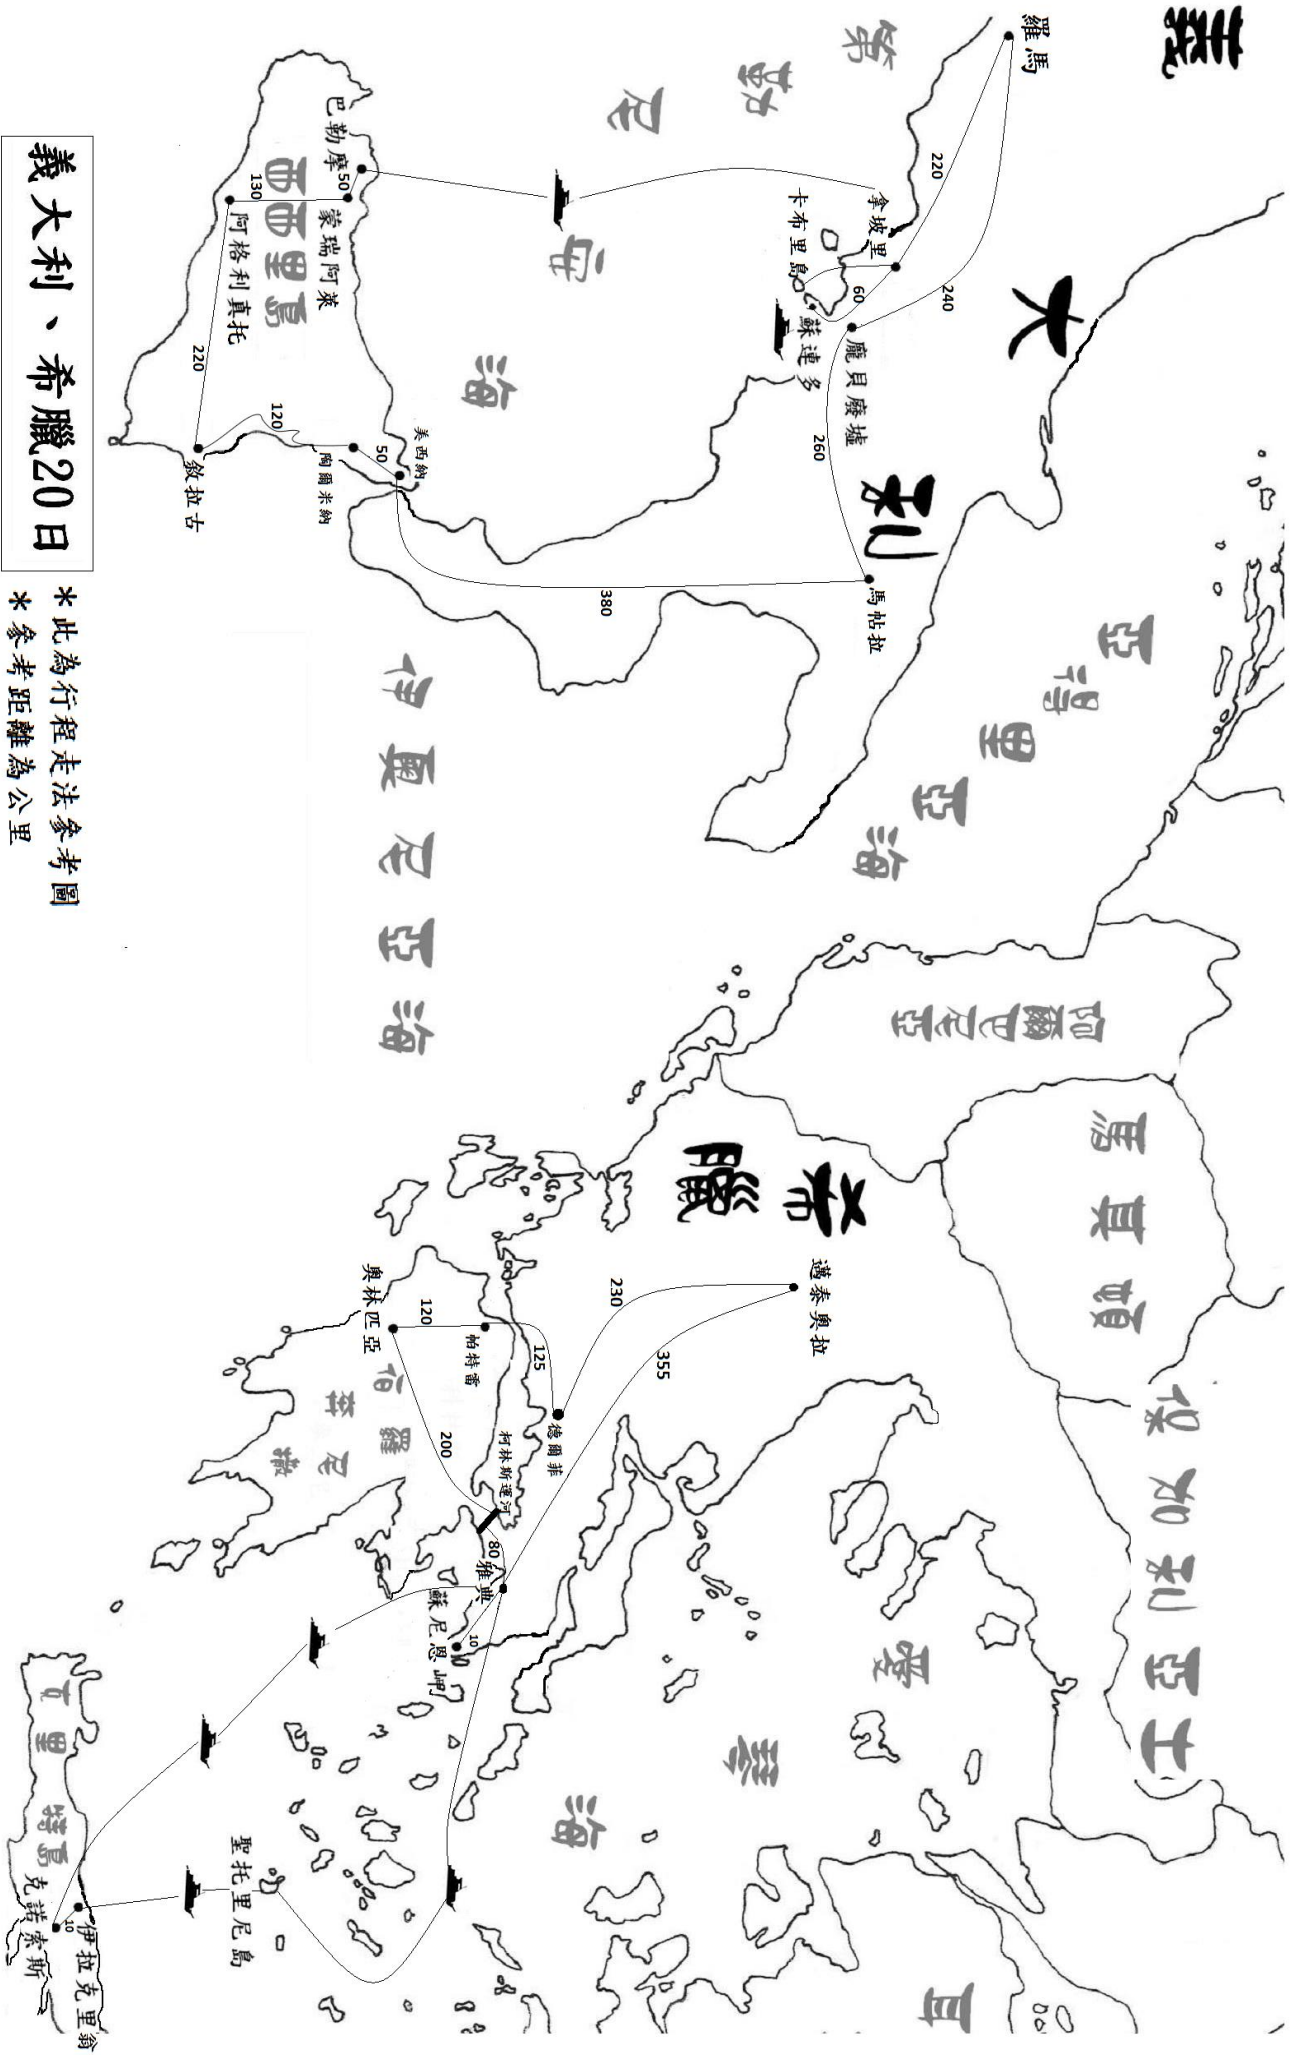 義大利
羅馬
第勒尼海
220
240
拿坡里
卡布里島
60
蘇連多
龐貝廢墟
260
馬帖拉
380
巴勒摩
50
蒙瑞阿萊
130
西西里島
阿格利真托
220
敘拉古
120
陶爾米納
50
美西納
海
亞得里亞海
伊奧尼亞海
阿爾巴尼亞
馬其頓
保加利亞
土耳
希臘
邁泰奧拉
230
355
125
德爾菲
帕特雷
120
奧林匹亞
伯羅奔尼撒
200
柯林斯運河
80
雅典
10
蘇尼恩岬
愛琴海
聖托里尼島
克里特島
克諾索斯
10
伊拉克里翁
義大利、希臘20日
＊此為行程走法參考圖
＊參考距離為公里